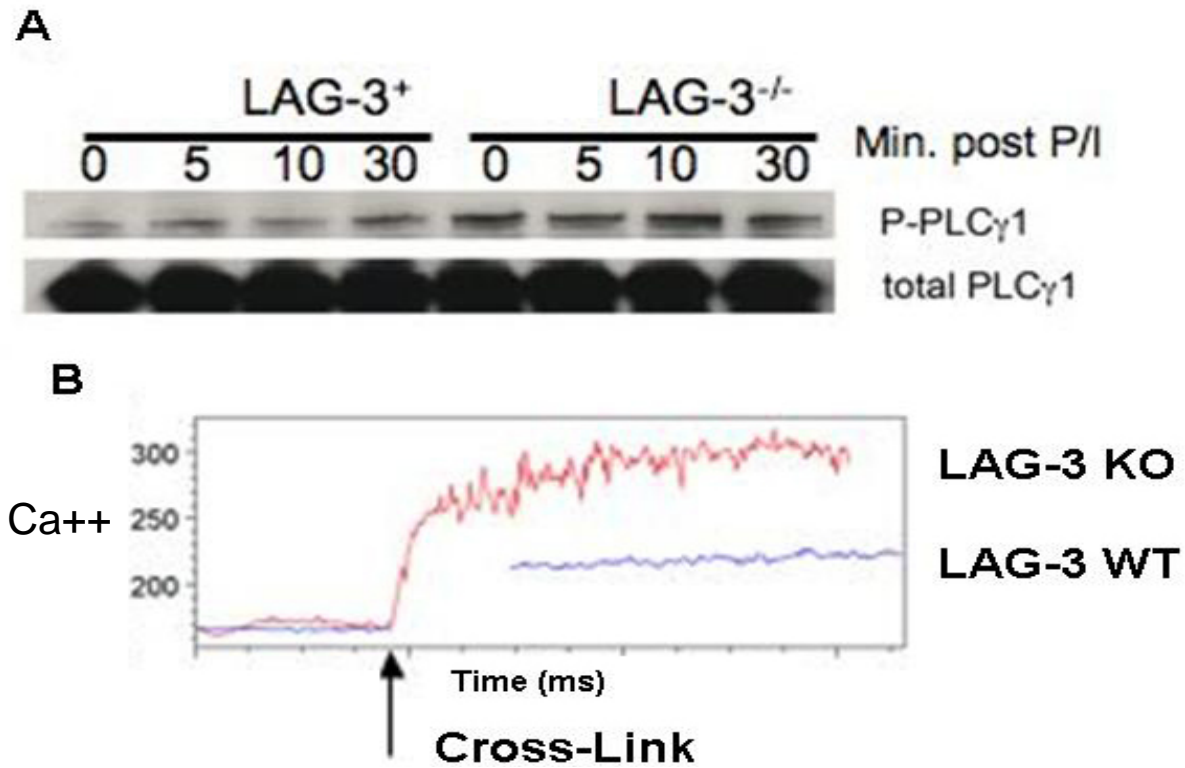 A
LAG-3⁺ LAG-3⁻/⁻
0 5 10 30 0 5 10 30 Min. post P/I
P-PLCγ1
total PLCγ1
B
300
250
200
Ca++
LAG-3 KO
LAG-3 WT
Time (ms)
Cross-Link